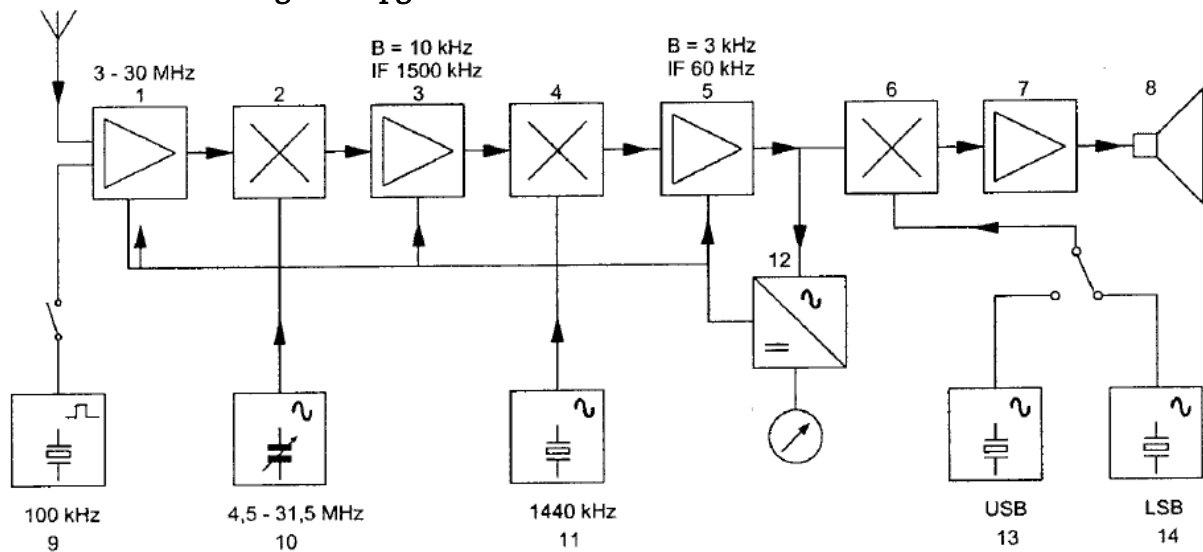 3 - 30 MHz
1
2
B = 10 kHz
IF 1500 kHz
3
4
B = 3 kHz
IF 60 kHz
5
6
7
8
12
100 kHz
9
4,5 - 31,5 MHz
10
1440 kHz
11
USB
13
LSB
14